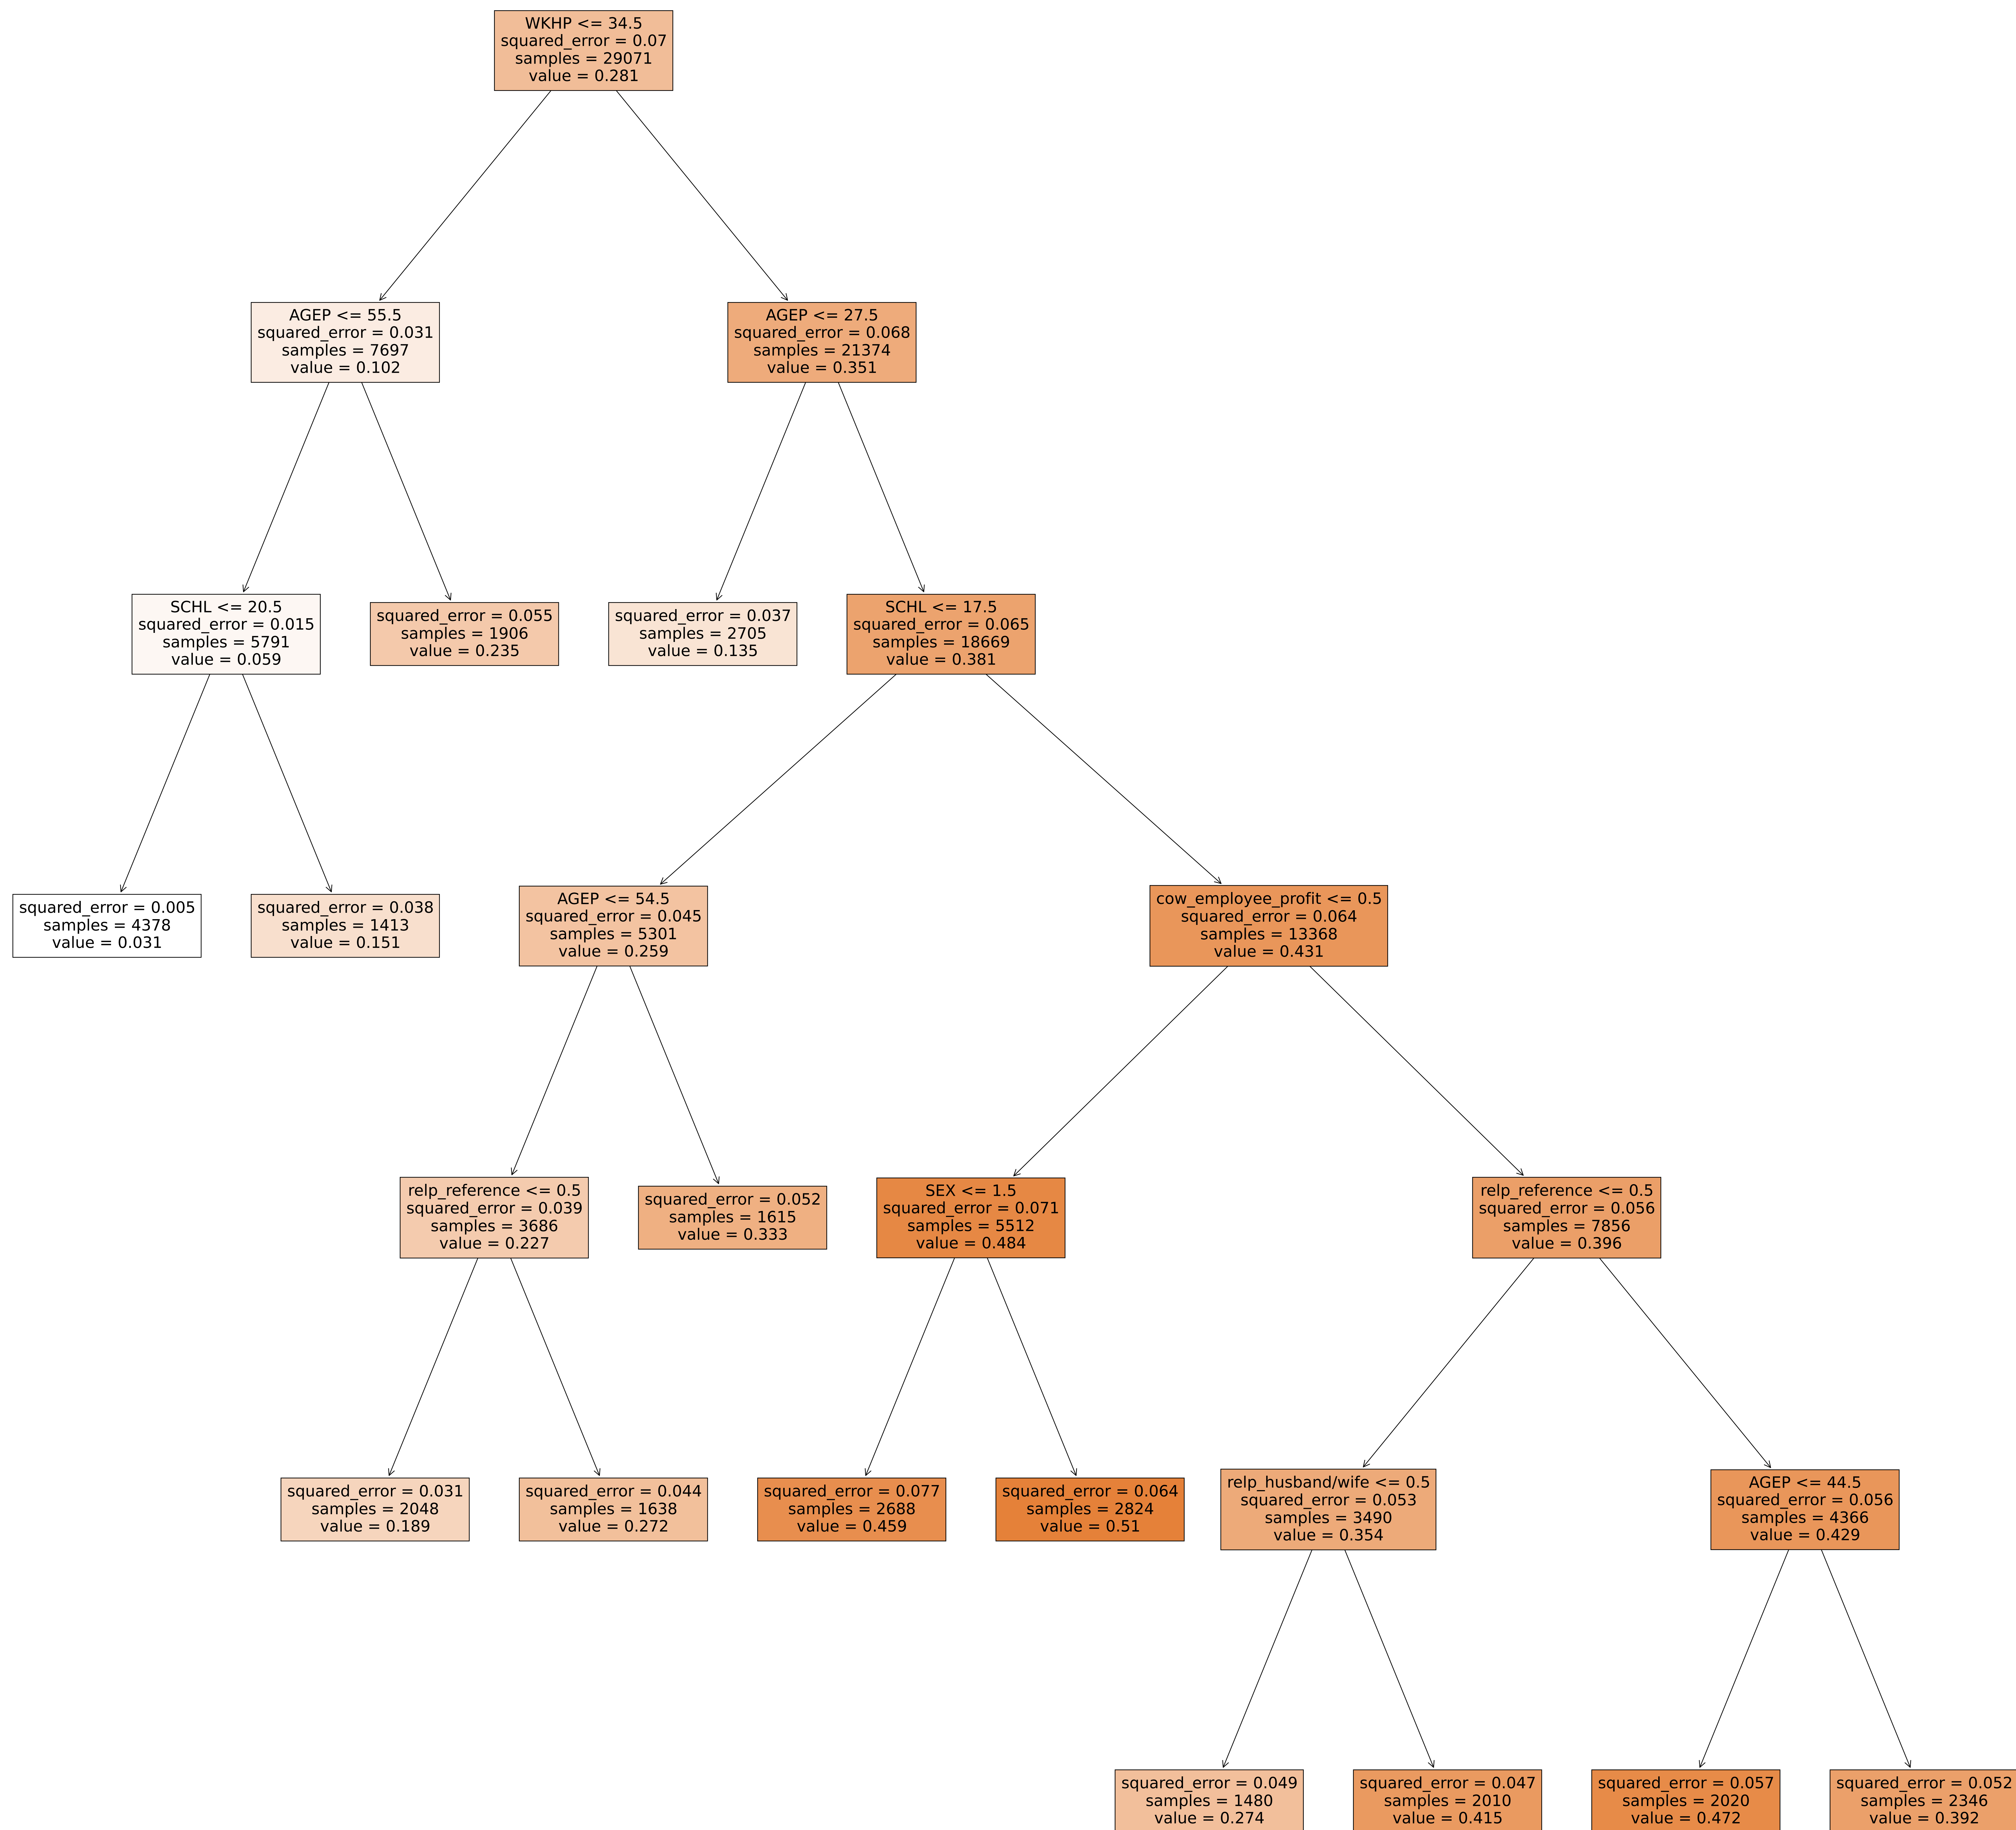 WKHP <= 34.5
squared_error = 0.07
samples = 29071
value = 0.281
AGEP <= 55.5
squared_error = 0.031
samples = 7697
value = 0.102
AGEP <= 27.5
squared_error = 0.068
samples = 21374
value = 0.351
SCHL <= 20.5
squared_error = 0.015
samples = 5791
value = 0.059
squared_error = 0.055
samples = 1906
value = 0.235
squared_error = 0.037
samples = 2705
value = 0.135
SCHL <= 17.5
squared_error = 0.065
samples = 18669
value = 0.381
squared_error = 0.005
samples = 4378
value = 0.031
squared_error = 0.038
samples = 1413
value = 0.151
AGEP <= 54.5
squared_error = 0.045
samples = 5301
value = 0.259
cow_employee_profit <= 0.5
squared_error = 0.064
samples = 13368
value = 0.431
relp_reference <= 0.5
squared_error = 0.039
samples = 3686
value = 0.227
squared_error = 0.052
samples = 1615
value = 0.333
SEX <= 1.5
squared_error = 0.071
samples = 5512
value = 0.484
relp_reference <= 0.5
squared_error = 0.056
samples = 7856
value = 0.396
squared_error = 0.031
samples = 2048
value = 0.189
squared_error = 0.044
samples = 1638
value = 0.272
squared_error = 0.077
samples = 2688
value = 0.459
squared_error = 0.064
samples = 2824
value = 0.51
relp_husband/wife <= 0.5
squared_error = 0.053
samples = 3490
value = 0.354
AGEP <= 44.5
squared_error = 0.056
samples = 4366
value = 0.429
squared_error = 0.049
samples = 1480
value = 0.274
squared_error = 0.047
samples = 2010
value = 0.415
squared_error = 0.057
samples = 2020
value = 0.472
squared_error = 0.052
samples = 2346
value = 0.392